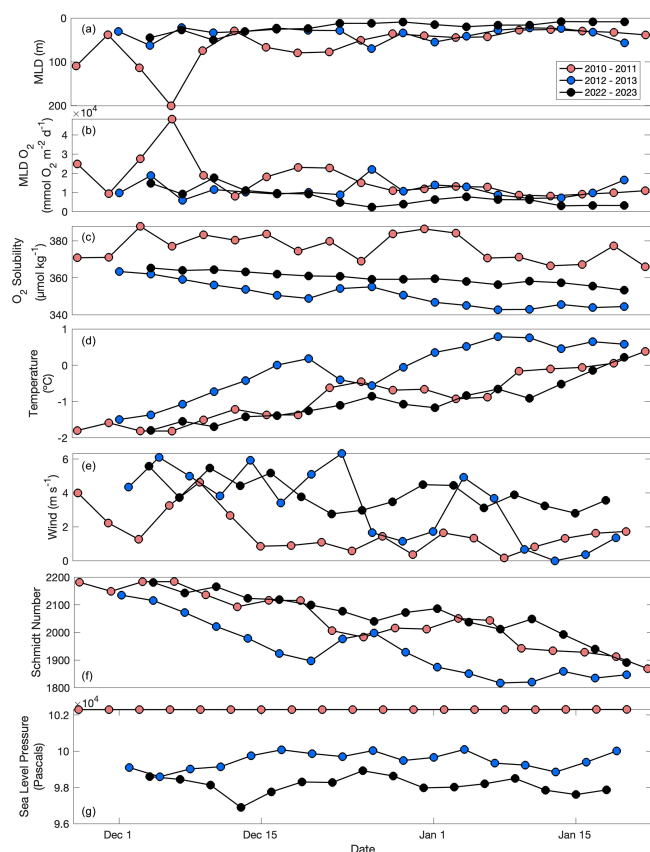 (a)
MLD (m)
0
100
200
2010 - 2011
2012 - 2013
2022 - 2023
×10⁴
(b)
MLD O₂
(mmol O₂ m⁻² d⁻¹)
4
3
2
1
0
(c)
O₂ Solubility
(μmol kg⁻¹)
380
360
340
(d)
Temperature
(ºC)
1
0
-1
-2
(e)
Wind (m s⁻¹)
6
4
2
0
(f)
Schmidt Number
2200
2100
2000
1900
1800
×10⁴
(g)
Sea Level Pressure
(Pascals)
10.2
10
9.8
9.6
Dec 1
Dec 15
Jan 1
Jan 15
Date